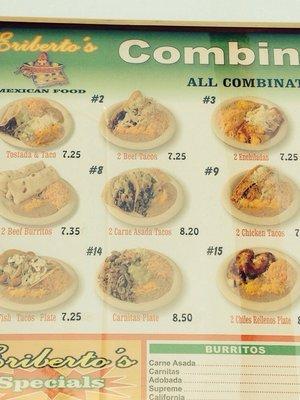 Eriberto's
MEXICAN FOOD
Combin
ALL COMBINAT
#2
#3
Tostada & Taco 7.25
2 Beef Tacos 7.25
2 Enchiladas 7.25
#8
#9
2 Beef Burritos 7.35
2 Carne Asada Tacos 8.20
2 Chicken Tacos 7
#14
#15
Fish Tacos Plate 7.25
Carnitas Plate 8.50
2 Chiles Rellenos Plate 8
Eriberto's
Specials
BURRITOS
Carne Asada
Carnitas
Adobada
Supreme
California